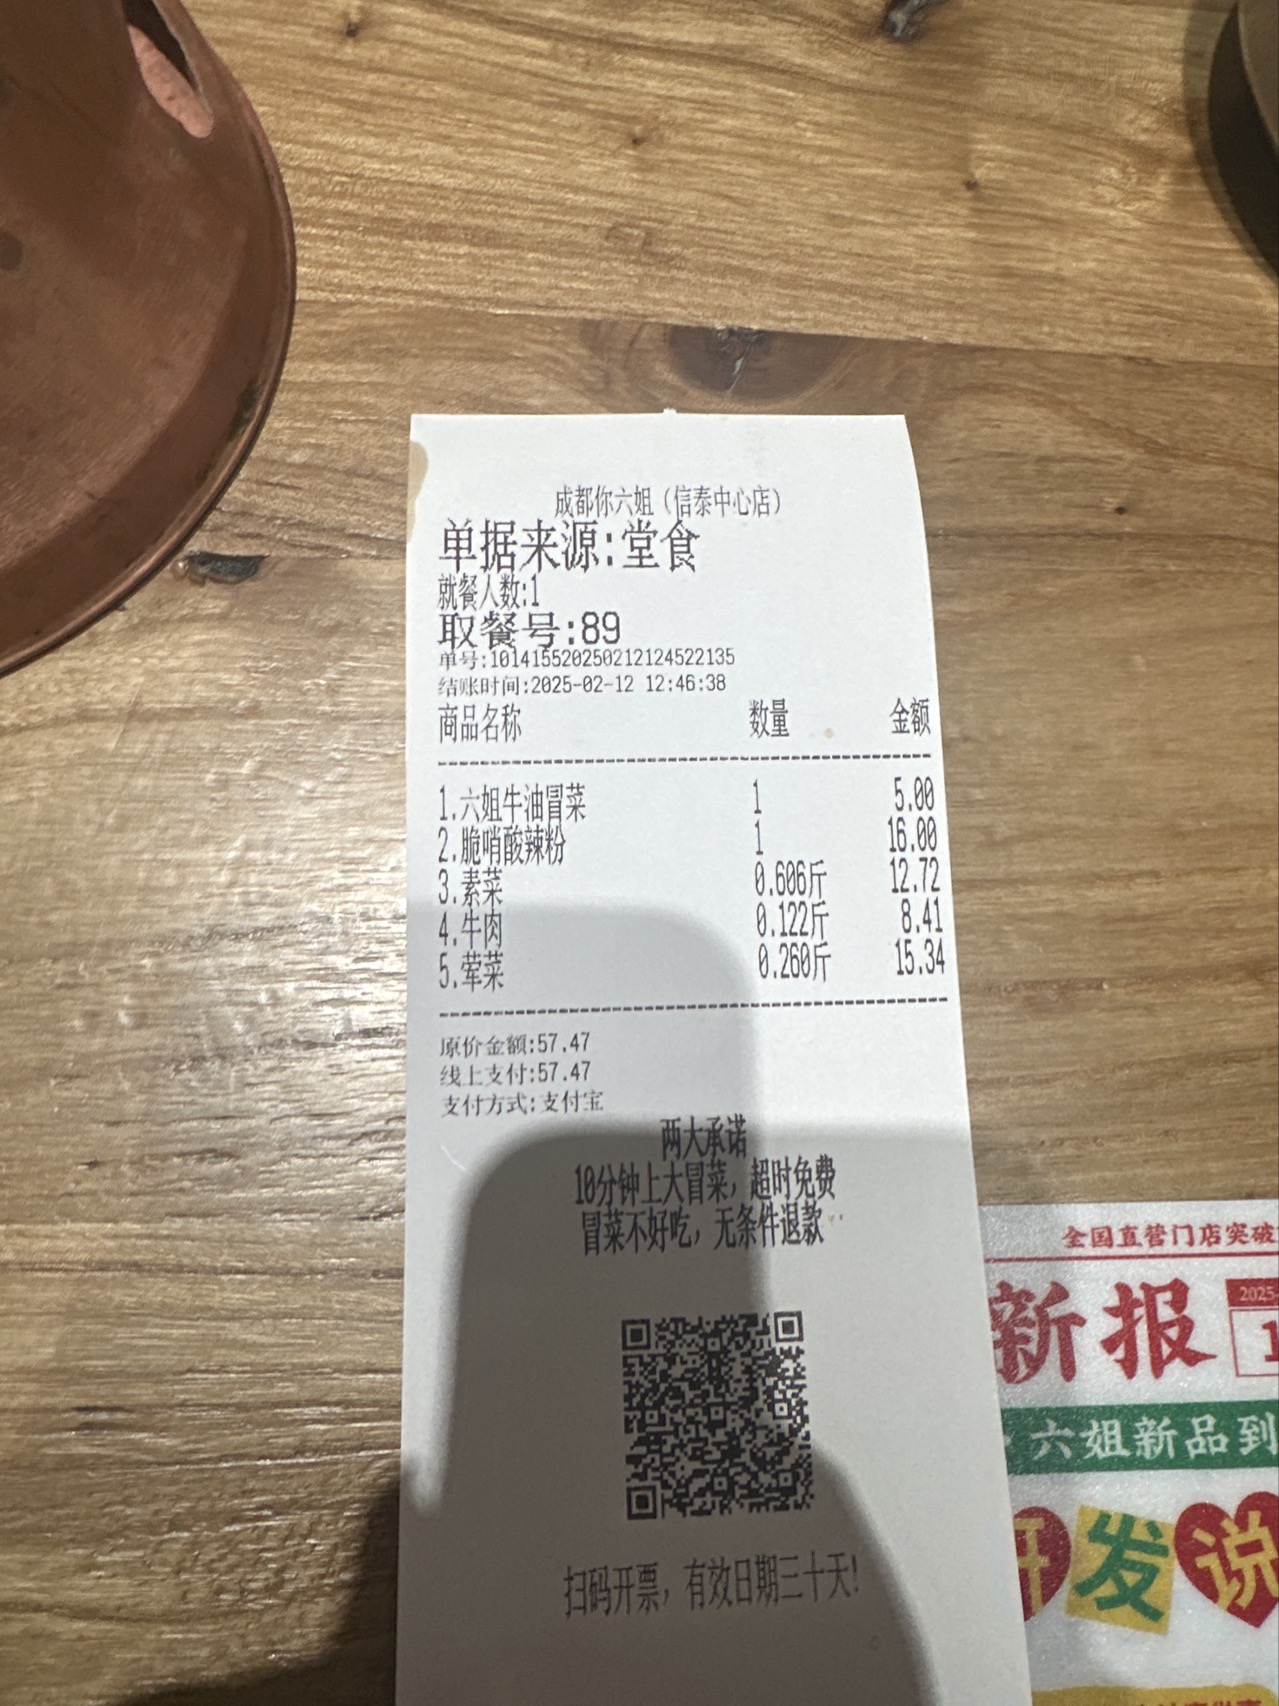 成都你六姐（信泰中心店）
单据来源:堂食
就餐人数:1
取餐号:89
单号:101415520250212124522135
结账时间:2025-02-12 12:46:38
商品名称 数量 金额
1.六姐牛油冒菜 1 5.00
2.脆哨酸辣粉 1 16.00
3.素菜 0.606斤 12.72
4.牛肉 0.122斤 8.41
5.荤菜 0.260斤 15.34
原价金额:57.47
线上支付:57.47
支付方式:支付宝
两大承诺
10分钟上大冒菜，超时免费
冒菜不好吃，无条件退款
扫码开票，有效日期三十天!
全国直营门店突破
新报
2025
1
六姐新品到
研发说